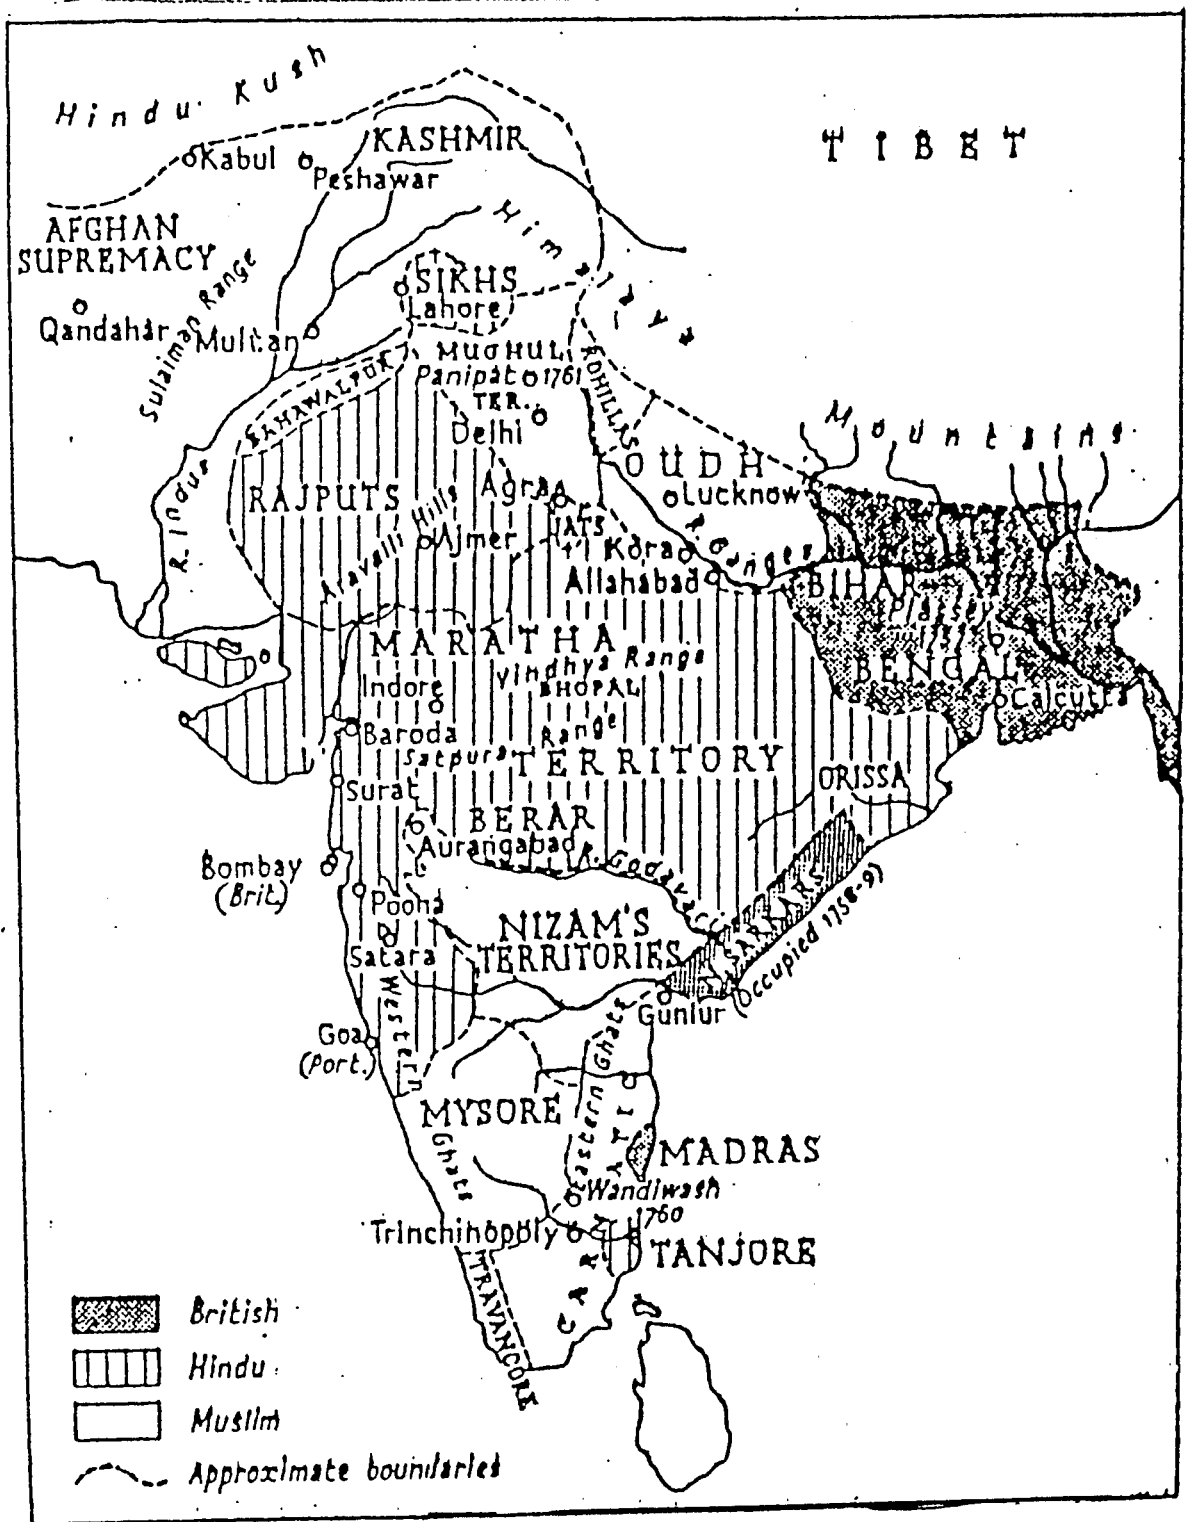 Hindu Kush
TIBET
KASHMIR
Kabul
Peshawar
AFGHAN
SUPREMACY
Himalaya
Sulaiman Range
SIKHS
Lahore
Qandahar
Multan
MUGHUL
Panipat 1761
TER.
ROHILLAS
BAHAWALPUR
Delhi
Mountains
OUDH
Lucknow
R. Indus
RAJPUTS
Agra
Aravalli Hills
Ajmer
JATS
Kora
R. Ganges
Allahabad
BIHAR
Plassey
MARATHA
Vindhya Range
BENGAL
Indore
BHOPAL
Calcutta
Baroda
Satpura Range
TERRITORY
ORISSA
Surat
BERAR
Aurangabad
R. Godavari
Bombay
(Brit.)
Poona
NIZAM'S
TERRITORIES
N. SARKARS
(Occupied 1758-9)
Satara
Western Ghats
Guntur
Goa
(Port.)
Eastern Ghats
MYSORE
CARNATIC
MADRAS
Wandiwash
1760
Trinchinopoly
TANJORE
TRAVANCORE
British
Hindu
Muslim
Approximate boundaries